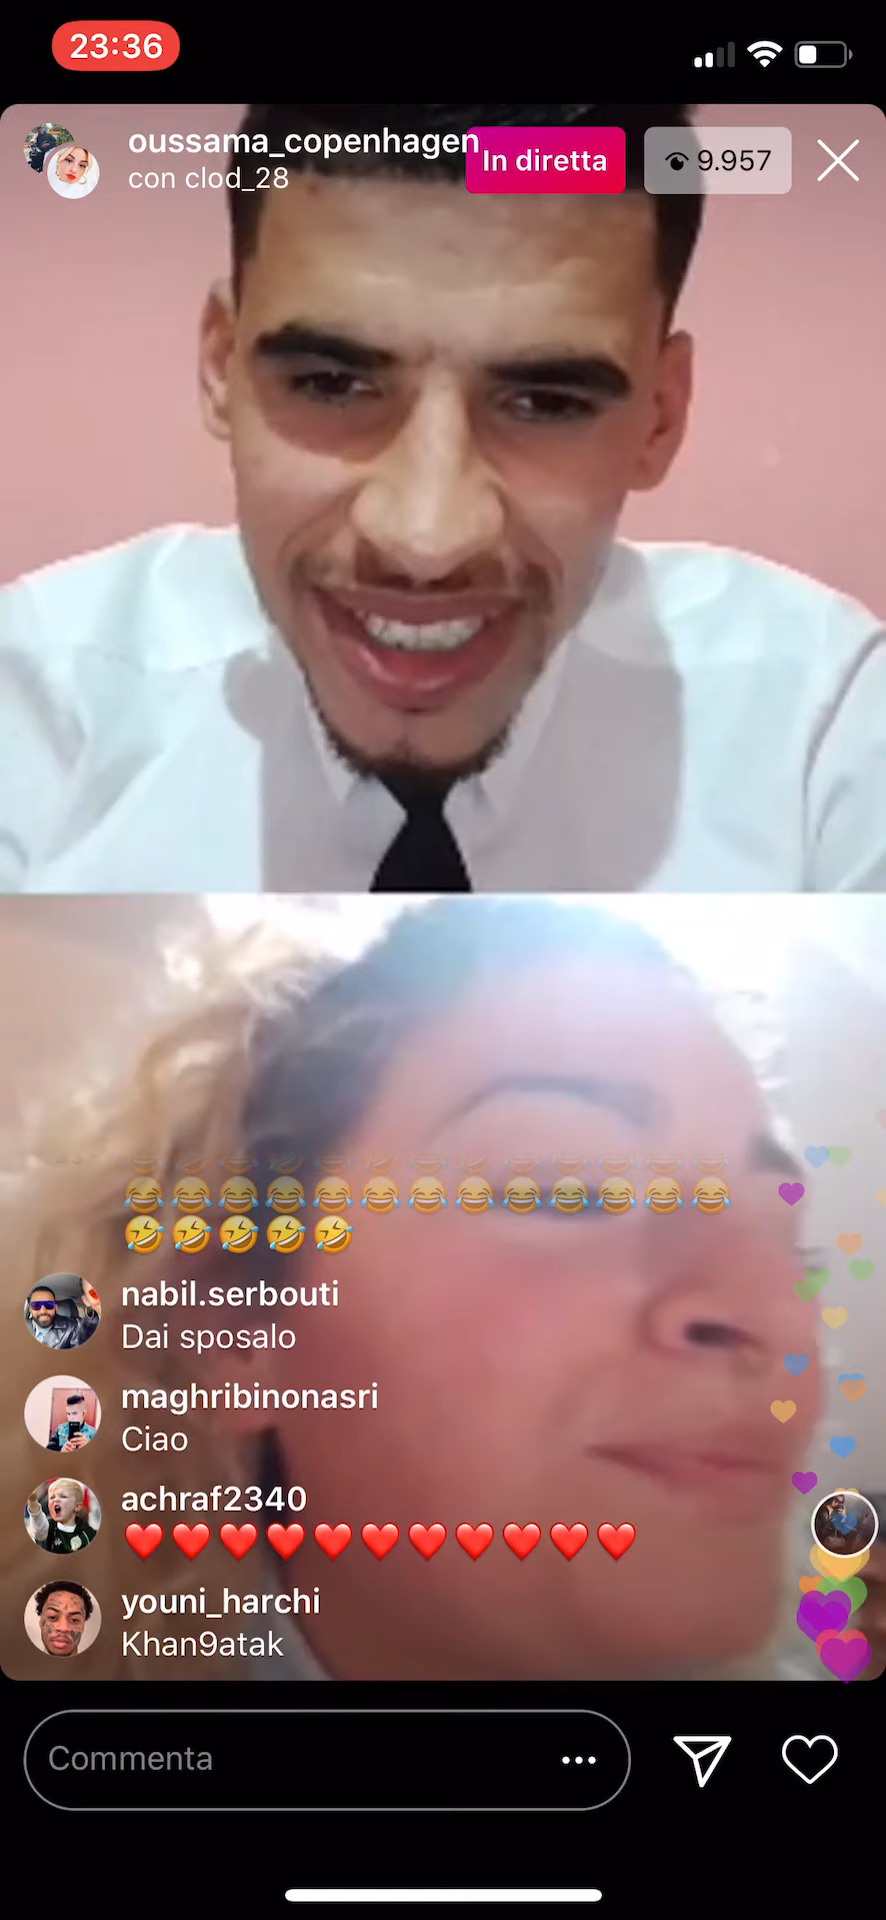 23:36
oussama_copenhagen
con clod_28
In diretta
9.957
nabil.serbouti
Dai sposalo
maghribinonasri
Ciao
achraf2340
❤️❤️❤️❤️❤️❤️❤️❤️❤️❤️❤️
youni_harchi
Khan9atak
Commenta